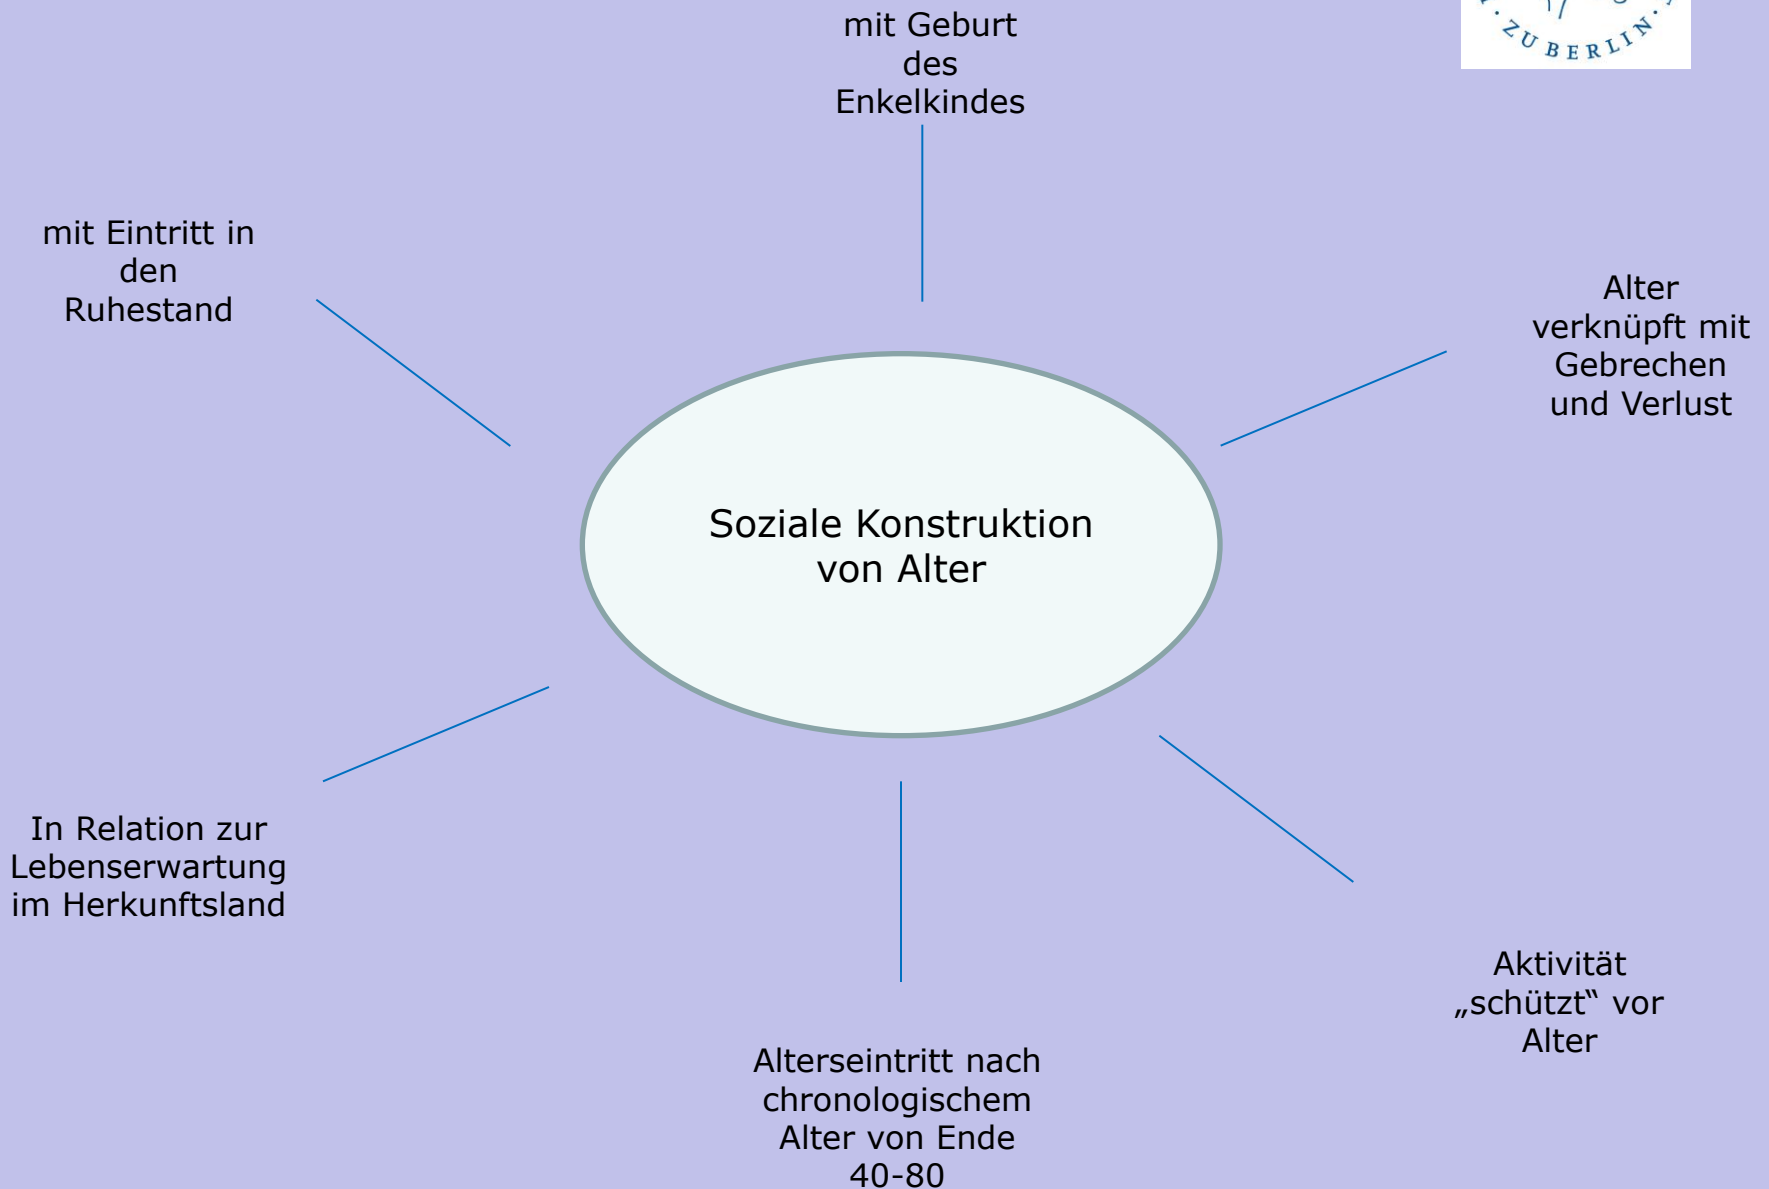 mit Geburt
des
Enkelkindes
ZU BERLIN
mit Eintritt in
den
Ruhestand
Alter
verknüpft mit
Gebrechen
und Verlust
Soziale Konstruktion
von Alter
In Relation zur
Lebenserwartung
im Herkunftsland
Aktivität
„schützt“ vor
Alter
Alterseintritt nach
chronologischem
Alter von Ende
40-80